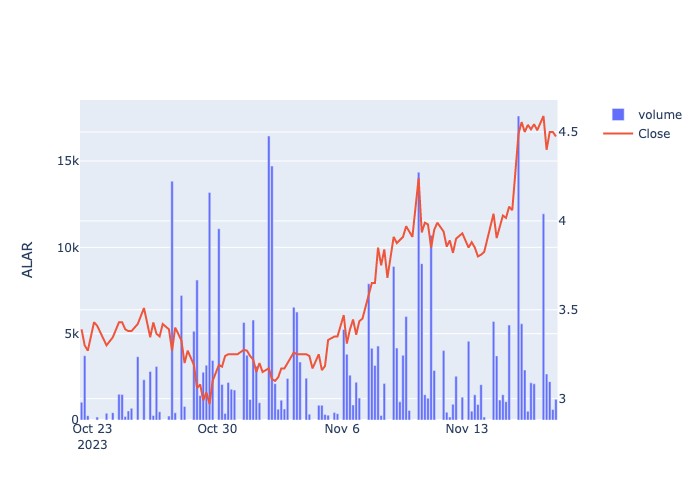 volume
Close
4.5
15k
4
10k
ALAR
3.5
5k
3
0
Oct 23
Oct 30
Nov 6
Nov 13
2023